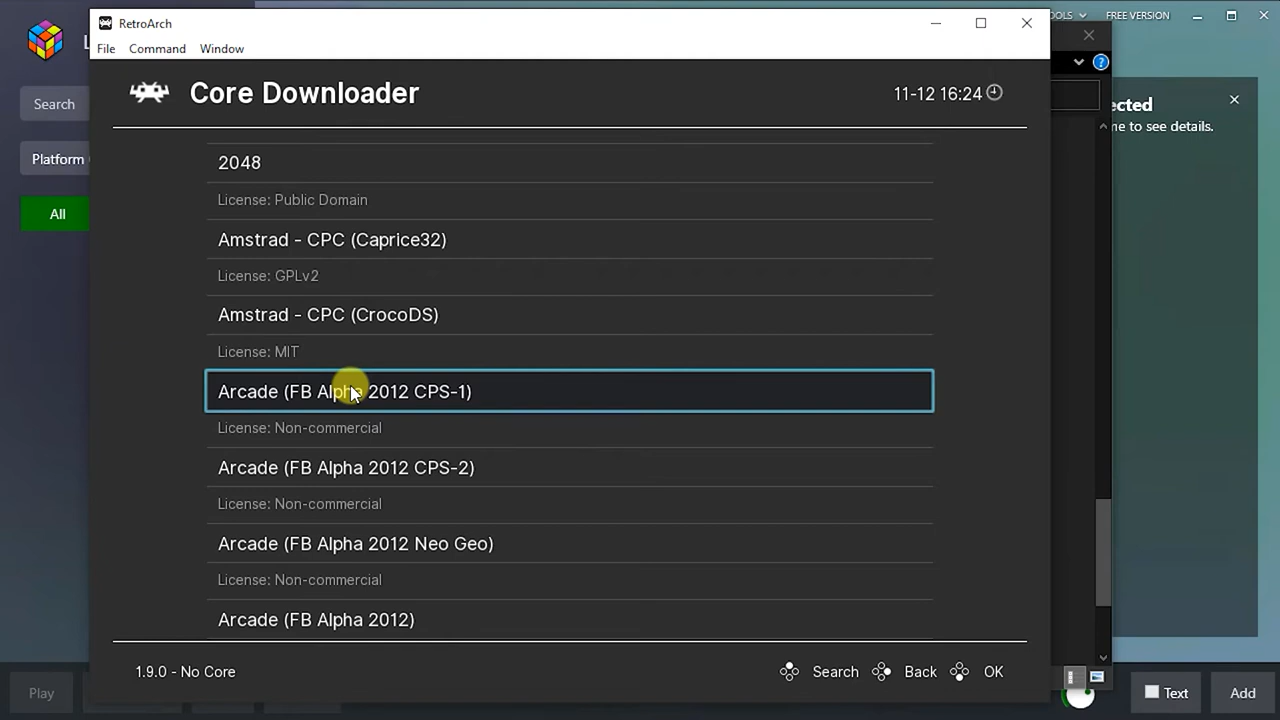 RetroArch
File Command Window
OOLS FREE VERSION
Core Downloader
11-12 16:24
Search
Platform
All
2048
License: Public Domain
Amstrad - CPC (Caprice32)
License: GPLv2
Amstrad - CPC (CrocoDS)
License: MIT
Arcade (FB Alpha 2012 CPS-1)
License: Non-commercial
Arcade (FB Alpha 2012 CPS-2)
License: Non-commercial
Arcade (FB Alpha 2012 Neo Geo)
License: Non-commercial
Arcade (FB Alpha 2012)
1.9.0 - No Core
Search Back OK
ected
me to see details.
Play
Text
Add